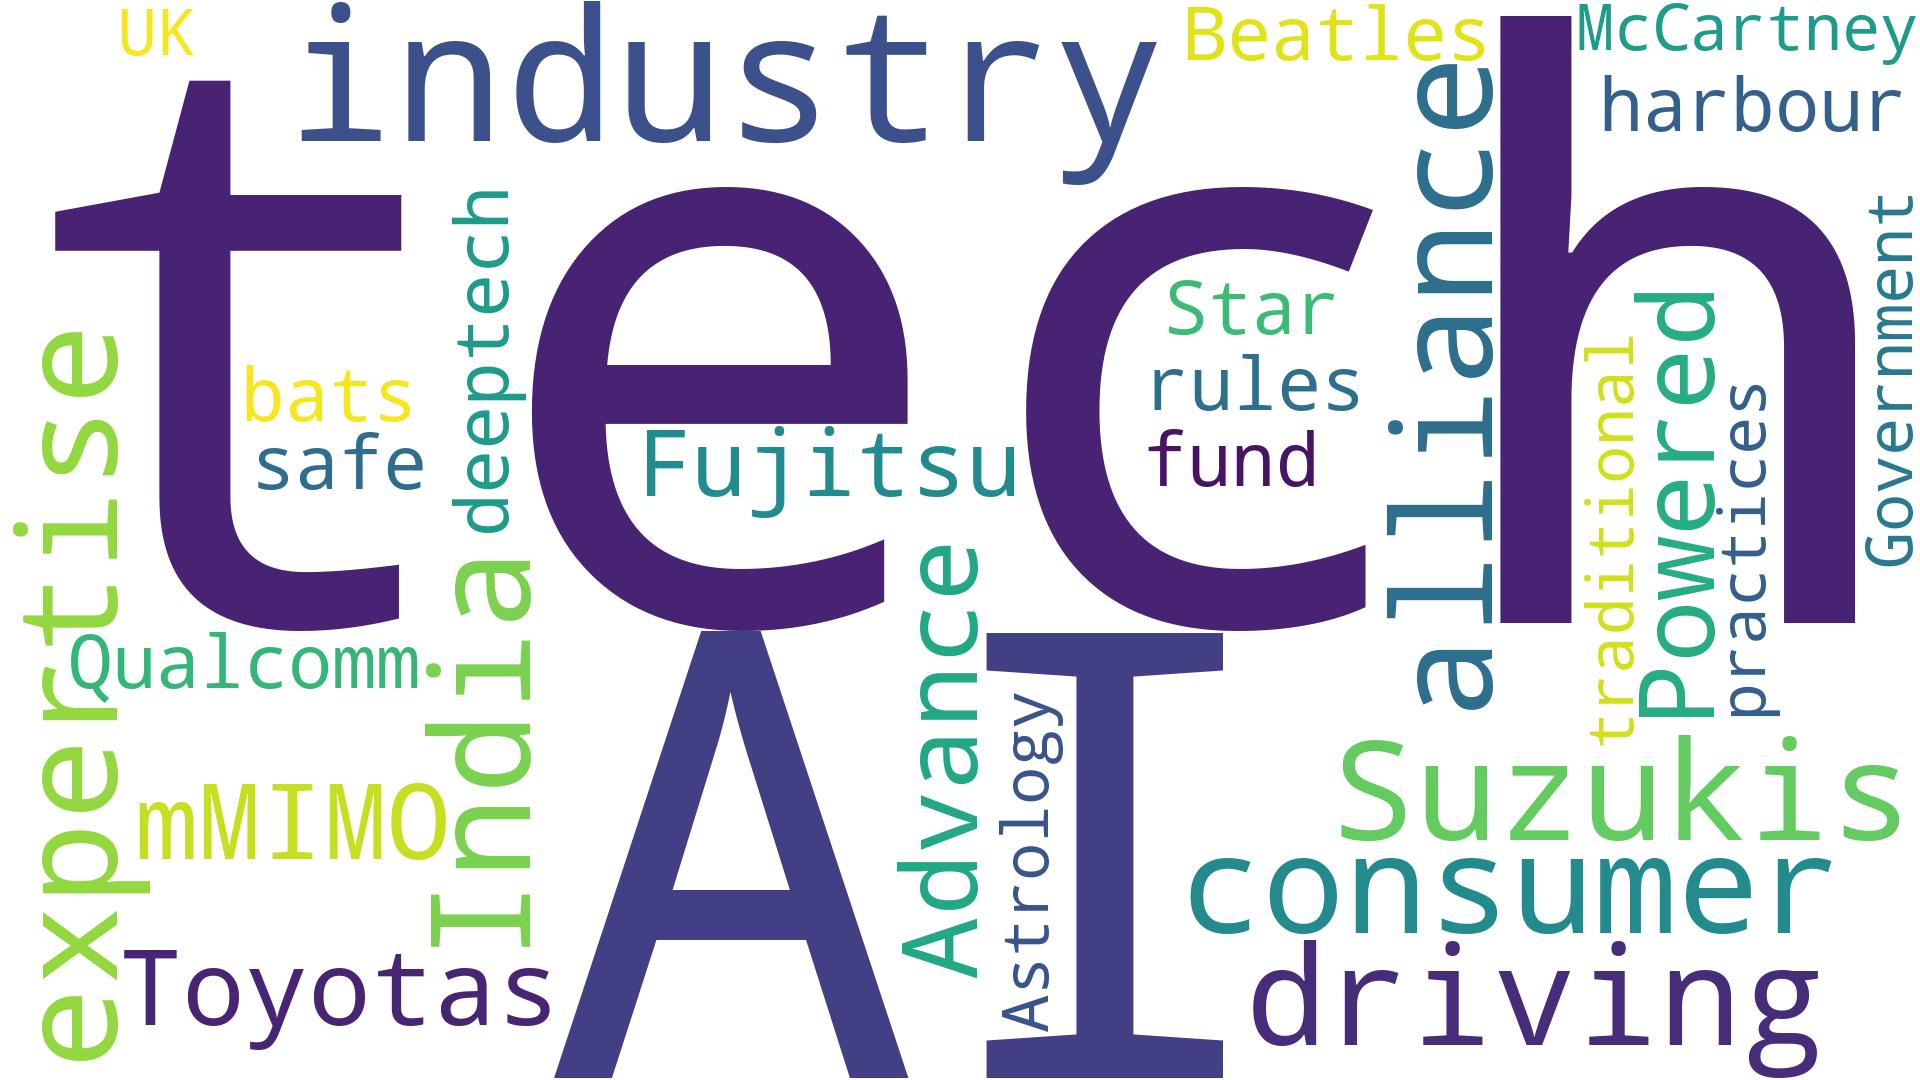 UK
industry
Beatles
McCartney
harbour
tech
alliance
deeptech
Government
Star
rules
fund
bats
safe
Fujitsu
expertise
traditional
Powered
practices
Qualcomm
India
AI
Advance
Astrology
mMIMO
Suzukis
consumer
Toyotas
driving